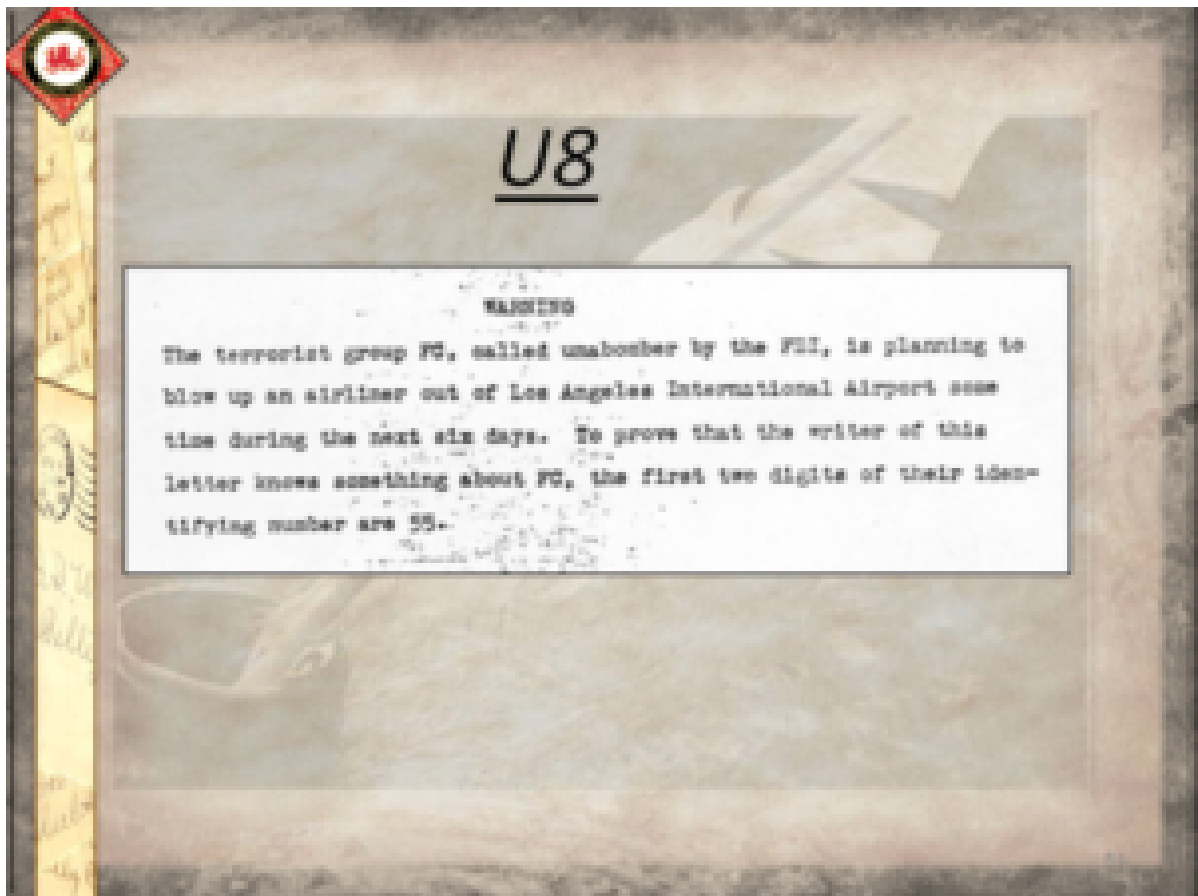 U8
WARNING
The terrorist group FC, called unabomber by the FBI, is planning to
blow up an airliner out of Los Angeles International Airport some
time during the next six days. To prove that the writer of this
letter knows something about FC, the first two digits of their iden-
tifying number are 55.